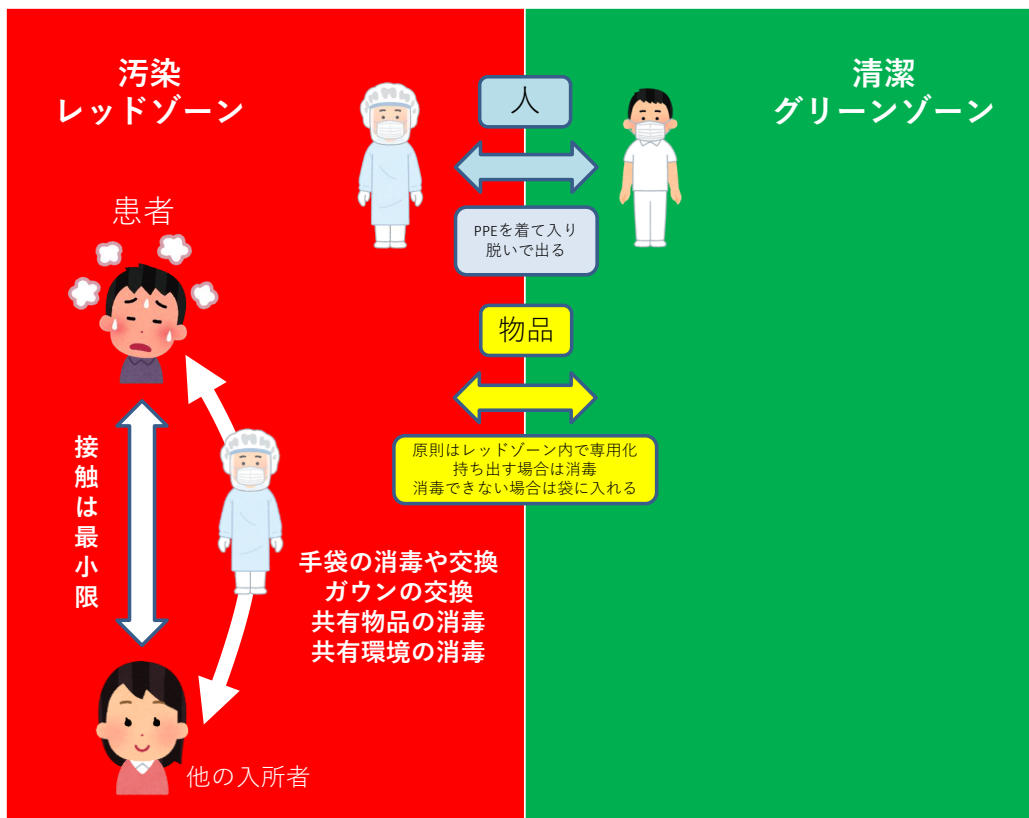 汚染
レッドゾーン
清潔
グリーンゾーン
人
PPEを着て入り
脱いで出る
患者
物品
原則はレッドゾーン内で専用化
持ち出す場合は消毒
消毒できない場合は袋に入れる
接触は最小限
手袋の消毒や交換
ガウンの交換
共有物品の消毒
共有環境の消毒
他の入所者